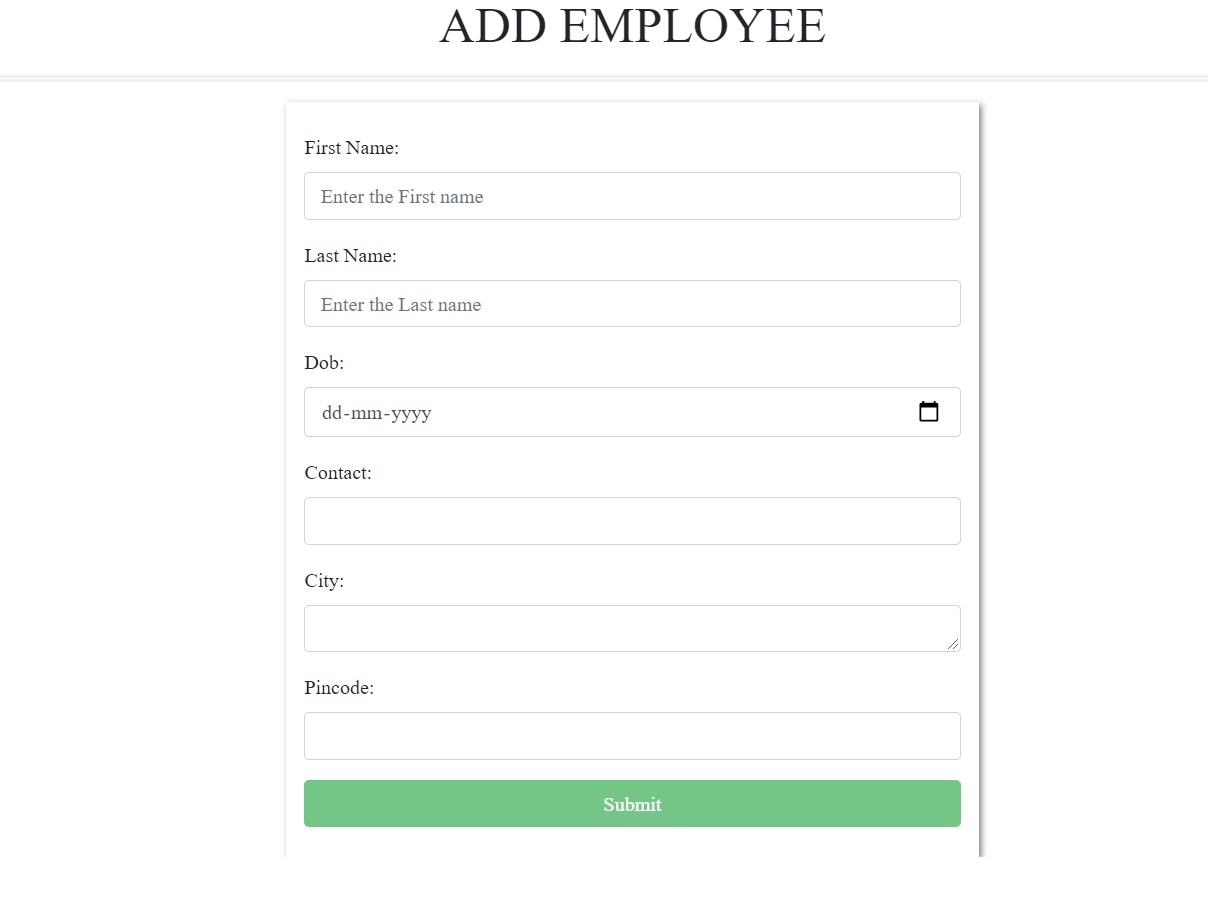 ADD EMPLOYEE
First Name:
Enter the First name
Last Name:
Enter the Last name
Dob:
dd-mm-yyyy
Contact:
City:
Pincode:
Submit